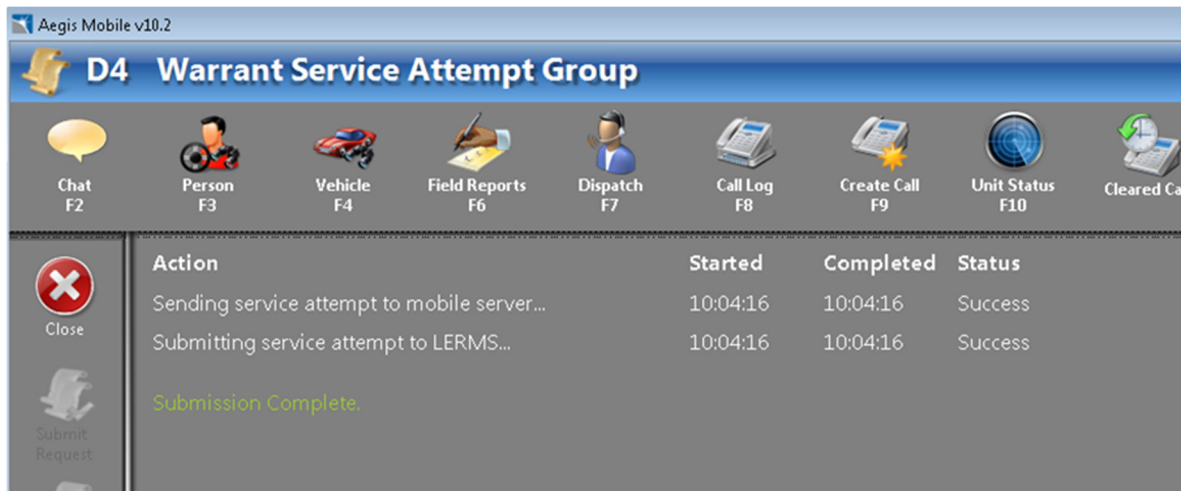 Aegis Mobile v10.2
D4 Warrant Service Attempt Group
Chat Person Vehicle Field Reports Dispatch Call Log Create Call Unit Status Cleared Ca
F2 F3 F4 F6 F7 F8 F9 F10
Action Started Completed Status
Sending service attempt to mobile server... 10:04:16 10:04:16 Success
Close
Submitting service attempt to LERMS... 10:04:16 10:04:16 Success
Submission Complete.
Submit
Request